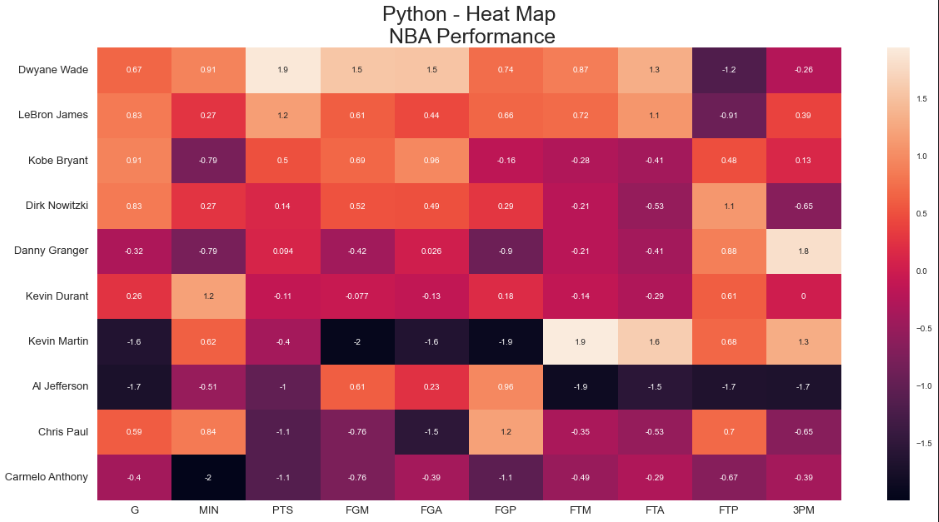 Python - Heat Map
NBA Performance
Dwyane Wade 0.67 0.91 1.9 1.5 1.5 0.74 0.87 1.3 -1.2 -0.26
LeBron James 0.83 0.27 1.2 0.61 0.44 0.66 0.72 1.1 -0.91 0.39
Kobe Bryant 0.91 -0.79 0.5 0.69 0.96 -0.16 -0.28 -0.41 0.48 0.13
Dirk Nowitzki 0.83 0.27 0.14 0.52 0.49 0.29 -0.21 -0.53 1.1 -0.65
Danny Granger -0.32 -0.79 0.094 -0.42 0.026 -0.9 -0.21 -0.41 0.88 1.8
Kevin Durant 0.26 1.2 -0.11 -0.077 -0.13 0.18 -0.14 -0.29 0.61 0
Kevin Martin -1.6 0.62 -0.4 -2 -1.6 -1.9 1.9 1.6 0.68 1.3
Al Jefferson -1.7 -0.51 -1 0.61 0.23 0.96 -1.9 -1.5 -1.7 -1.7
Chris Paul 0.59 0.84 -1.1 -0.76 -1.5 1.2 -0.35 -0.53 0.7 -0.65
Carmelo Anthony -0.4 -2 -1.1 -0.76 -0.39 -1.1 -0.49 -0.29 -0.67 -0.39
G MIN PTS FGM FGA FGP FTM FTA FTP 3PM
1.5
1.0
0.5
0.0
-0.5
-1.0
-1.5